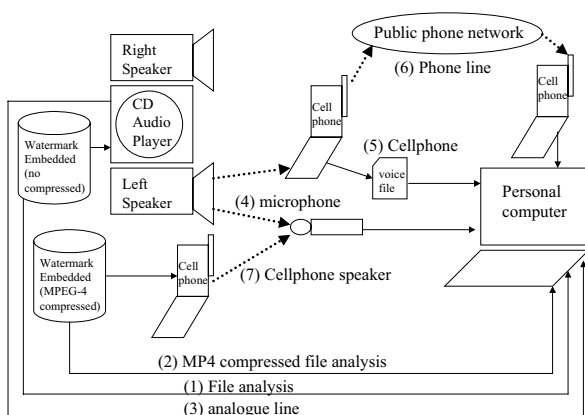 Right
Speaker
Public phone network
(6) Phone line
CD
Audio
Player
Cell
phone
Cell
phone
Watermark
Embedded
(no
compressed)
(5) Cellphone
voice
file
Left
Speaker
Personal
computer
(4) microphone
Watermark
Embedded
(MPEG-4
compressed)
Cell
phone
(7) Cellphone speaker
(2) MP4 compressed file analysis
(1) File analysis
(3) analogue line